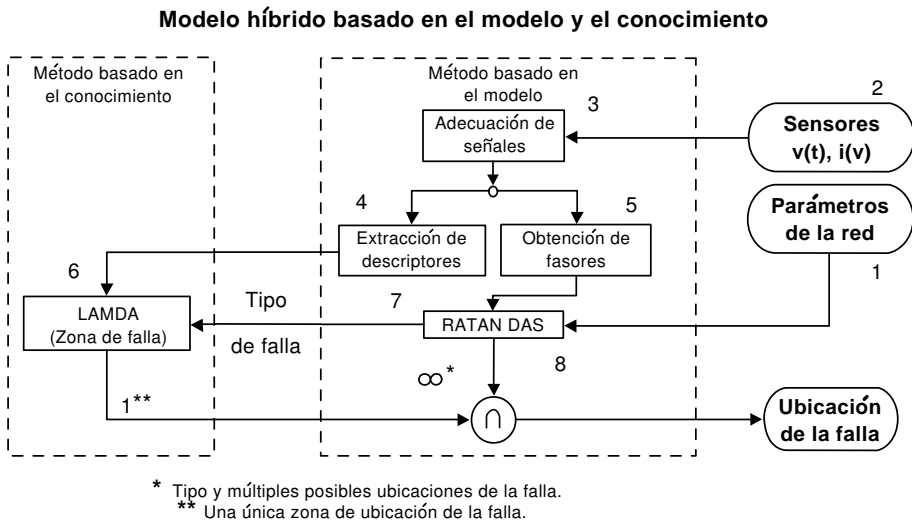 Modelo híbrido basado en el modelo y el conocimiento
Método basado en
el conocimiento
Método basado en
el modelo
3
2
Adecuación de
señales
Sensores
v(t), i(v)
4
5
Parámetros
de la red
Extracción de
descriptores
Obtención de
fasores
6
1
7
Tipo
de falla
LAMDA
(Zona de falla)
RATAN DAS
8
∞*
1**
∩
Ubicación
de la falla
* Tipo y múltiples posibles ubicaciones de la falla.
** Una única zona de ubicación de la falla.